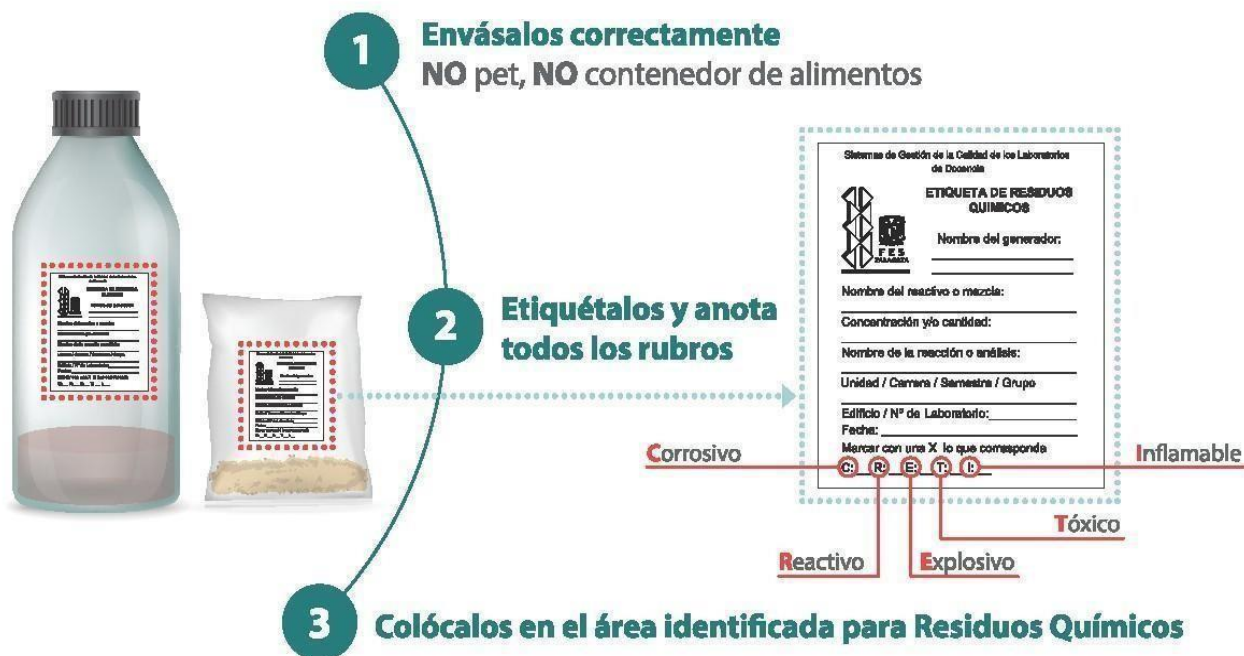 1
Envásalos correctamente
NO pet, NO contenedor de alimentos
Sistemas de Gestión de la Calidad de los Laboratorios
de Docencia
ETIQUETA DE RESIDUOS
QUIMICOS
Nombre del generador:
FES
ZARAGOZA
2
Etiquétalos y anota
todos los rubros
Nombre del reactivo o mezcla:
Concentración y/o cantidad:
Nombre de la reacción o análisis:
Unidad / Carrera / Semestre / Grupo
Edificio / Nº de Laboratorio:
Fecha:
Marcar con una X lo que corresponda
C: R: E: T: I:
Corrosivo
Inflamable
Tóxico
Reactivo
Explosivo
3
Colócalos en el área identificada para Residuos Químicos